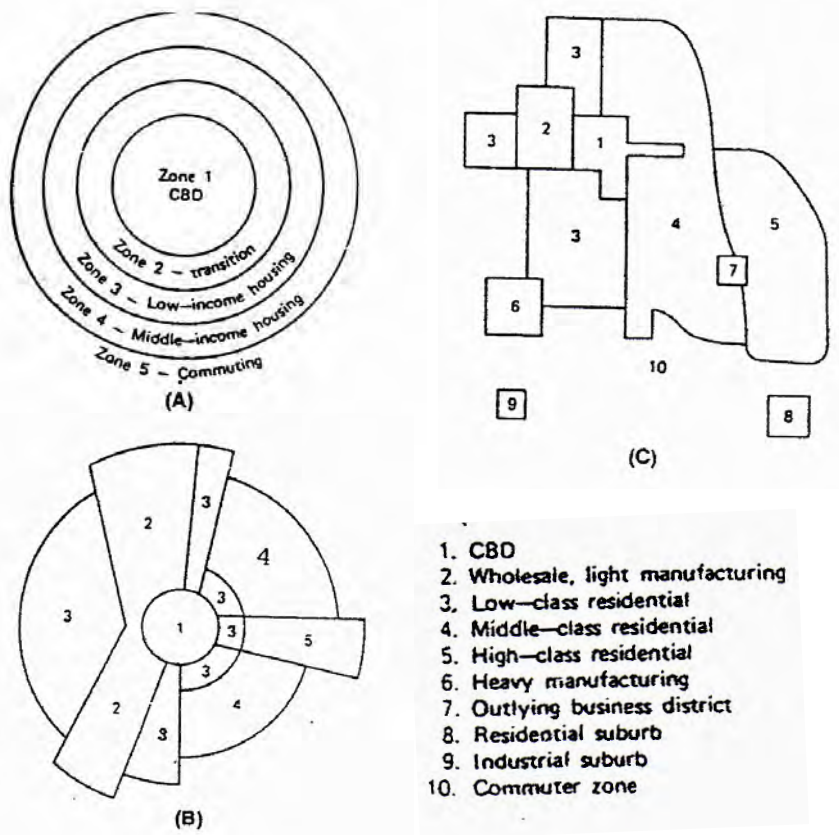 Zone 1
CBD
Zone 2 – transition
Zone 3 – Low–income housing
Zone 4 – Middle–income housing
Zone 5 – Commuting
(A)
3
3
2
1
3
4
5
7
6
10
9
8
(C)
2
3
4
3
3
1
3
5
3
2
3
4
(B)
1. CBD
2. Wholesale, light manufacturing
3. Low–class residential
4. Middle–class residential
5. High–class residential
6. Heavy manufacturing
7. Outlying business district
8. Residential suburb
9. Industrial suburb
10. Commuter zone